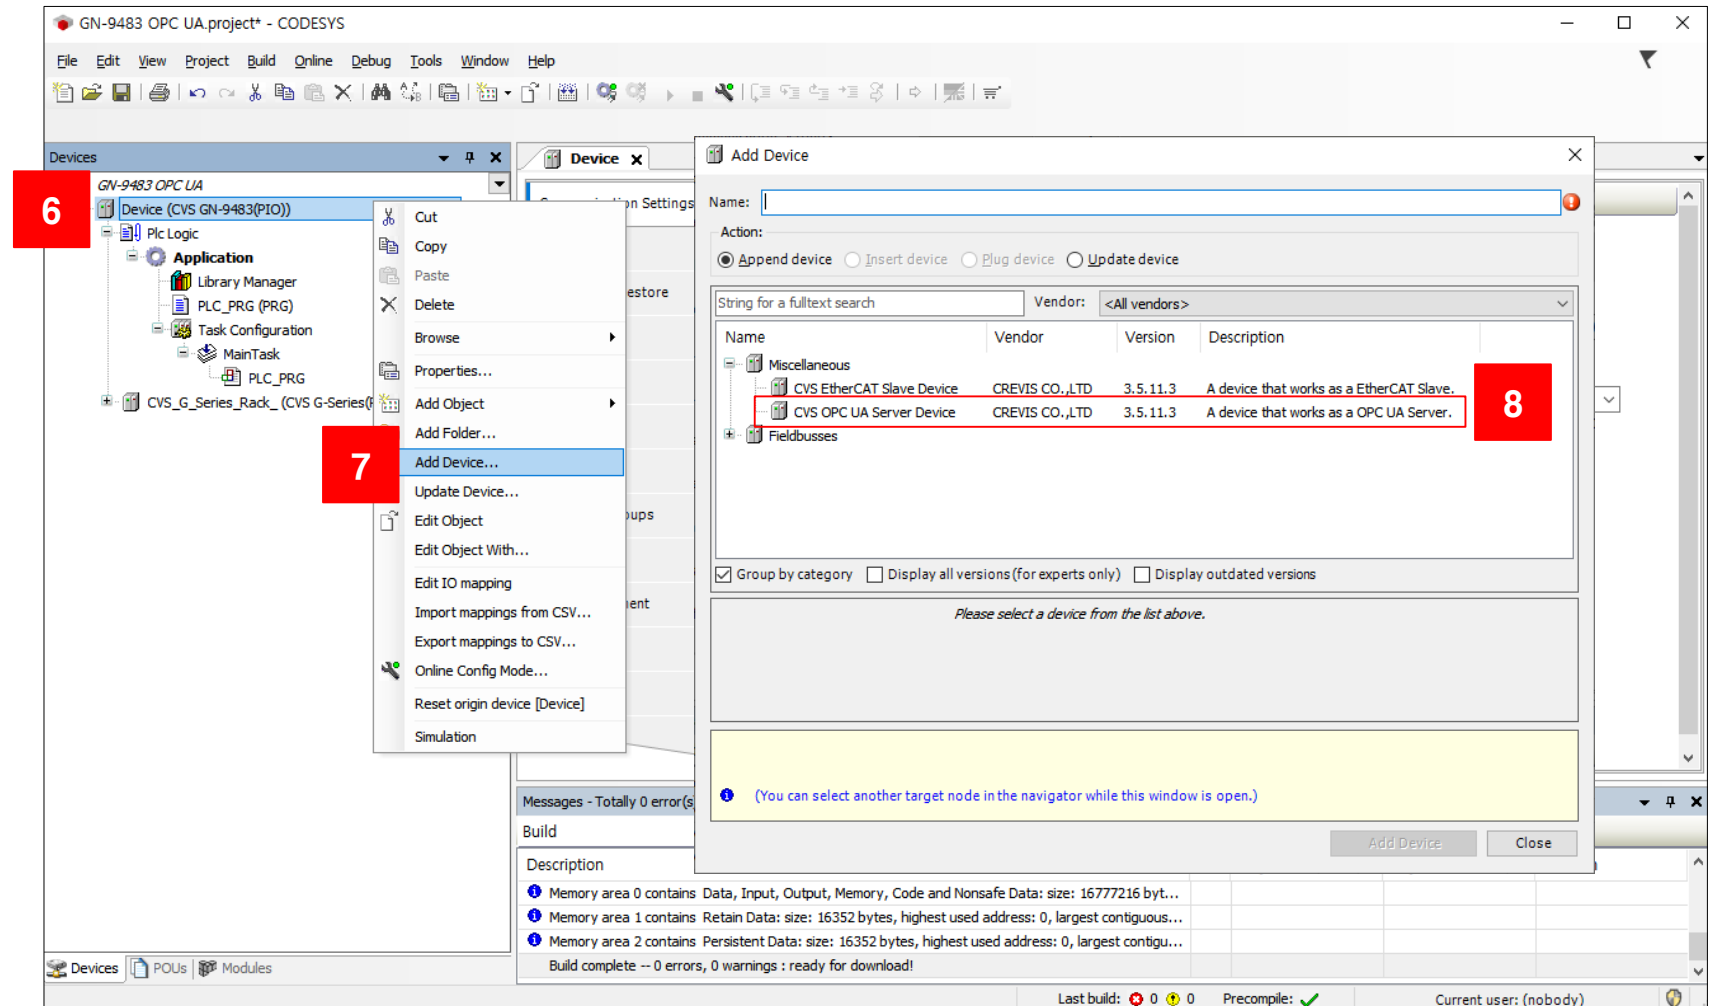 GN-9483 OPC UA.project* - CODESYS
File Edit View Project Build Online Debug Tools Window Help
Devices
GN-9483 OPC UA
6
Device (CVS GN-9483(PIO))
Plc Logic
Application
Library Manager
PLC_PRG (PRG)
Task Configuration
MainTask
PLC_PRG
CVS_G_Series_Rack_ (CVS G-Series(
Cut
Copy
Paste
Delete
Browse
Properties...
Add Object
Add Folder...
7
Add Device...
Update Device...
Edit Object
Edit Object With...
Edit IO mapping
Import mappings from CSV...
Export mappings to CSV...
Online Config Mode...
Reset origin device [Device]
Simulation
Device
Settings
estore
oups
ent
Add Device
Name:
Action:
Append device Insert device Plug device Update device
String for a fulltext search Vendor: <All vendors>
Name Vendor Version Description
Miscellaneous
CVS EtherCAT Slave Device CREVIS CO.,LTD 3.5.11.3 A device that works as a EtherCAT Slave.
CVS OPC UA Server Device CREVIS CO.,LTD 3.5.11.3 A device that works as a OPC UA Server.
8
Fieldbusses
Group by category Display all versions (for experts only) Display outdated versions
Please select a device from the list above.
(You can select another target node in the navigator while this window is open.)
Add Device Close
Messages - Totally 0 error(s
Build
Description
Memory area 0 contains Data, Input, Output, Memory, Code and Nonsafe Data: size: 16777216 byt...
Memory area 1 contains Retain Data: size: 16352 bytes, highest used address: 0, largest contiguous...
Memory area 2 contains Persistent Data: size: 16352 bytes, highest used address: 0, largest contigu...
Build complete -- 0 errors, 0 warnings : ready for download!
Devices POUs Modules
Last build: 0 0 Precompile: Current user: (nobody)